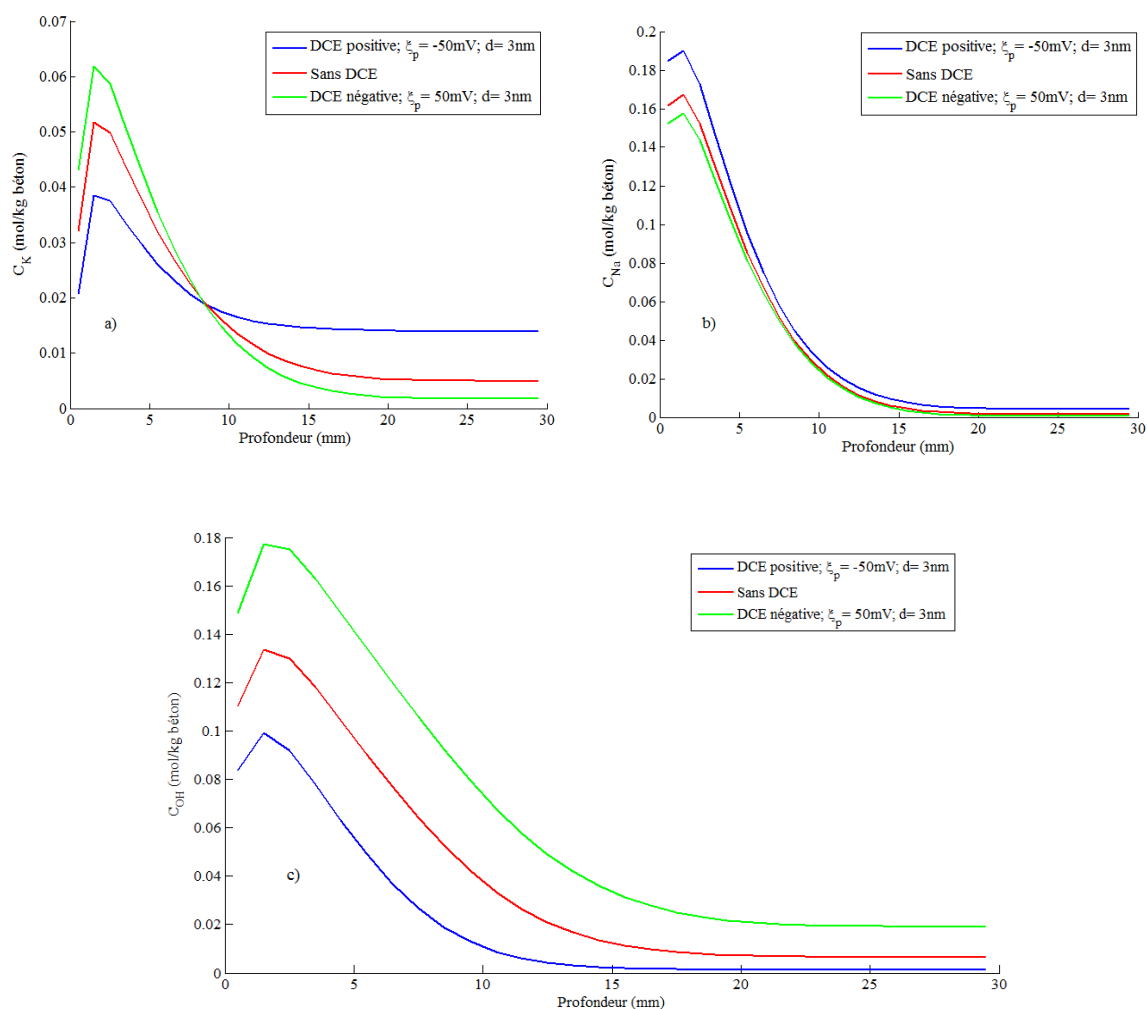 0.07
0.06
0.05
0.04
0.03
0.02
0.01
0
C_K (mol/kg béton)
DCE positive; ξ_p = -50mV; d= 3nm
Sans DCE
DCE négative; ξ_p = 50mV; d= 3nm
a)
0 5 10 15 20 25 30
Profondeur (mm)
0.2
0.18
0.16
0.14
0.12
0.1
0.08
0.06
0.04
0.02
0
C_Na (mol/kg béton)
DCE positive; ξ_p = -50mV; d= 3nm
Sans DCE
DCE négative; ξ_p = 50mV; d= 3nm
b)
0 5 10 15 20 25 30
Profondeur (mm)
0.18
0.16
0.14
0.12
0.1
0.08
0.06
0.04
0.02
0
C_OH (mol/kg béton)
DCE positive; ξ_p = -50mV; d= 3nm
Sans DCE
DCE négative; ξ_p = 50mV; d= 3nm
c)
0 5 10 15 20 25 30
Profondeur (mm)